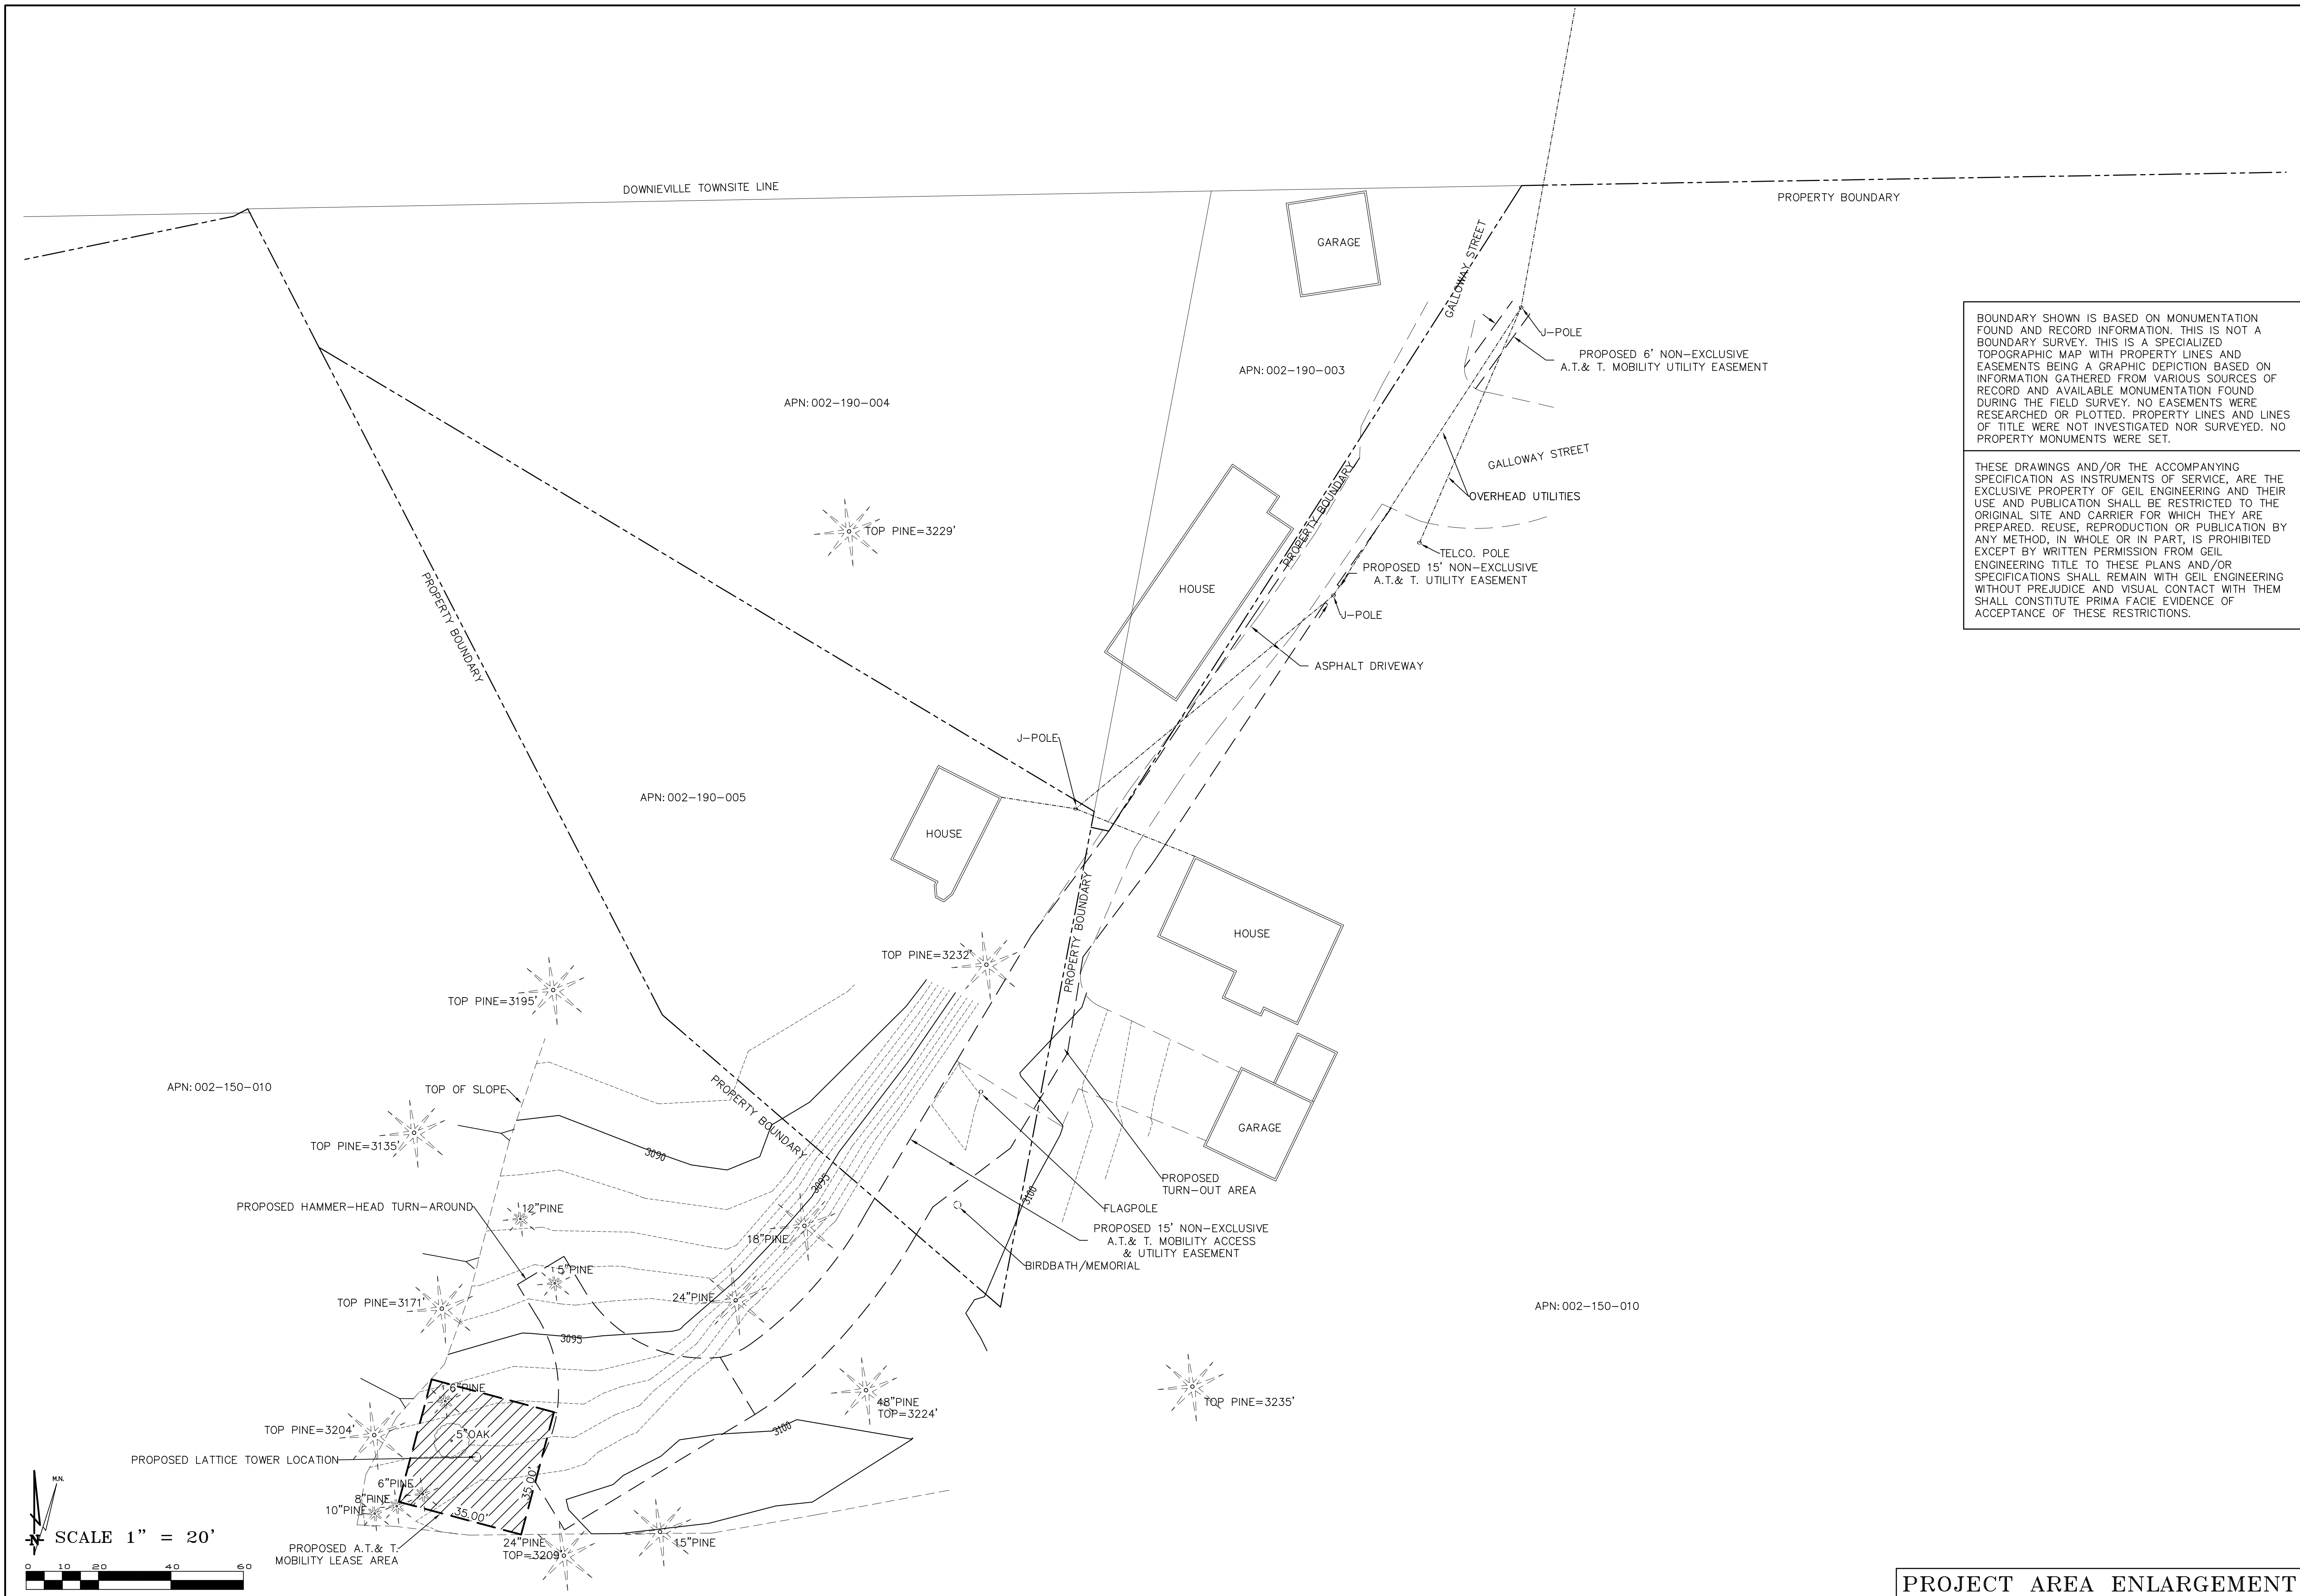 DOWNIEVILLE TOWNSITE LINE
PROPERTY BOUNDARY
GARAGE
GALLOWAY STREET
J-POLE
PROPOSED 6' NON-EXCLUSIVE
A.T.& T. MOBILITY UTILITY EASEMENT
APN: 002-190-003
APN: 002-190-004
BOUNDARY SHOWN IS BASED ON MONUMENTATION
FOUND AND RECORD INFORMATION. THIS IS NOT A
BOUNDARY SURVEY. THIS IS A SPECIALIZED
TOPOGRAPHIC MAP WITH PROPERTY LINES AND
EASEMENTS BEING A GRAPHIC DEPICTION BASED ON
INFORMATION GATHERED FROM VARIOUS SOURCES OF
RECORD AND AVAILABLE MONUMENTATION FOUND
DURING THE FIELD SURVEY. NO EASEMENTS WERE
RESEARCHED OR PLOTTED. PROPERTY LINES AND LINES
OF TITLE WERE NOT INVESTIGATED NOR SURVEYED. NO
PROPERTY MONUMENTS WERE SET.
THESE DRAWINGS AND/OR THE ACCOMPANYING
SPECIFICATION AS INSTRUMENTS OF SERVICE, ARE THE
EXCLUSIVE PROPERTY OF GEIL ENGINEERING AND THEIR
USE AND PUBLICATION SHALL BE RESTRICTED TO THE
ORIGINAL SITE AND CARRIER FOR WHICH THEY ARE
PREPARED. REUSE, REPRODUCTION OR PUBLICATION BY
ANY METHOD, IN WHOLE OR IN PART, IS PROHIBITED
EXCEPT BY WRITTEN PERMISSION FROM GEIL
ENGINEERING TITLE TO THESE PLANS AND/OR
SPECIFICATIONS SHALL REMAIN WITH GEIL ENGINEERING
WITHOUT PREJUDICE AND VISUAL CONTACT WITH THEM
SHALL CONSTITUTE PRIMA FACIE EVIDENCE OF
ACCEPTANCE OF THESE RESTRICTIONS.
GALLOWAY STREET
OVERHEAD UTILITIES
PROPERTY BOUNDARY
TOP PINE=3229'
TELCO. POLE
PROPOSED 15' NON-EXCLUSIVE
A.T.& T. UTILITY EASEMENT
HOUSE
J-POLE
PROPERTY BOUNDARY
ASPHALT DRIVEWAY
J-POLE
APN: 002-190-005
HOUSE
PROPERTY BOUNDARY
HOUSE
TOP PINE=3232'
TOP PINE=3195'
APN: 002-150-010
TOP OF SLOPE
PROPERTY BOUNDARY
GARAGE
TOP PINE=3135'
3090
3095
PROPOSED
TURN-OUT AREA
3100
FLAGPOLE
PROPOSED HAMMER-HEAD TURN-AROUND
12"PINE
18"PINE
PROPOSED 15' NON-EXCLUSIVE
A.T.& T. MOBILITY ACCESS
& UTILITY EASEMENT
BIRDBATH/MEMORIAL
5"PINE
24"PINE
TOP PINE=3171'
APN: 002-150-010
3095
6"PINE
48"PINE
TOP=3224'
TOP PINE=3235'
TOP PINE=3204'
5"OAK
3100
PROPOSED LATTICE TOWER LOCATION
6"PINE
8"PINE
10"PINE
35.00'
35.00'
24"PINE
TOP=3209'
15"PINE
PROPOSED A.T.& T.
MOBILITY LEASE AREA
M.N.
N
SCALE 1" = 20'
0 10 20 40 60
PROJECT AREA ENLARGEMENT